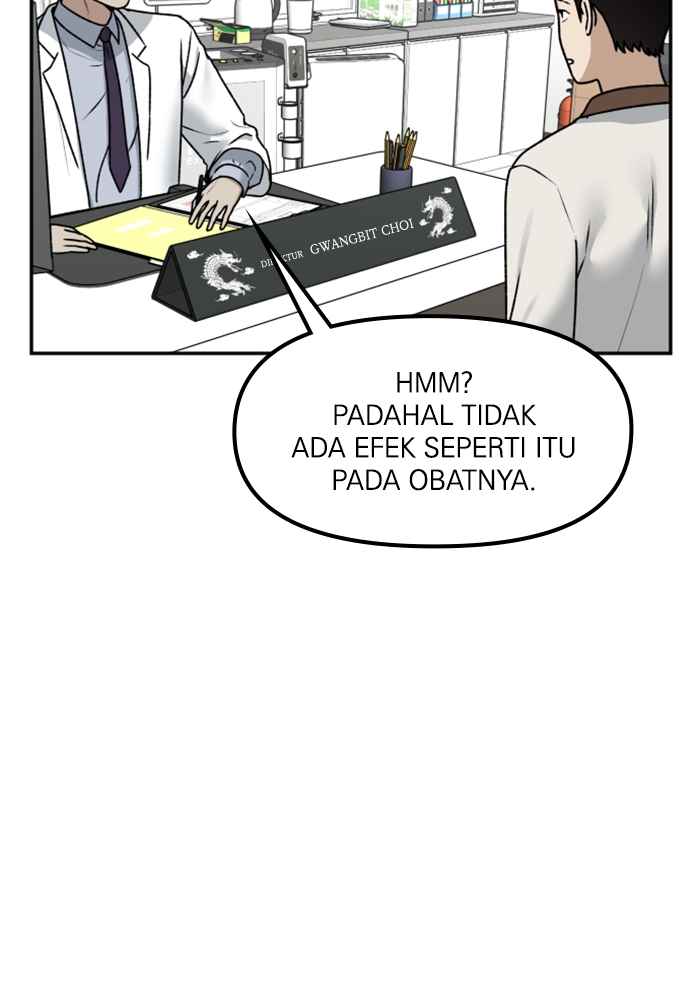 DIREKTUR GWANGBIT CHOI
HMM?
PADAHAL TIDAK
ADA EFEK SEPERTI ITU
PADA OBATNYA.